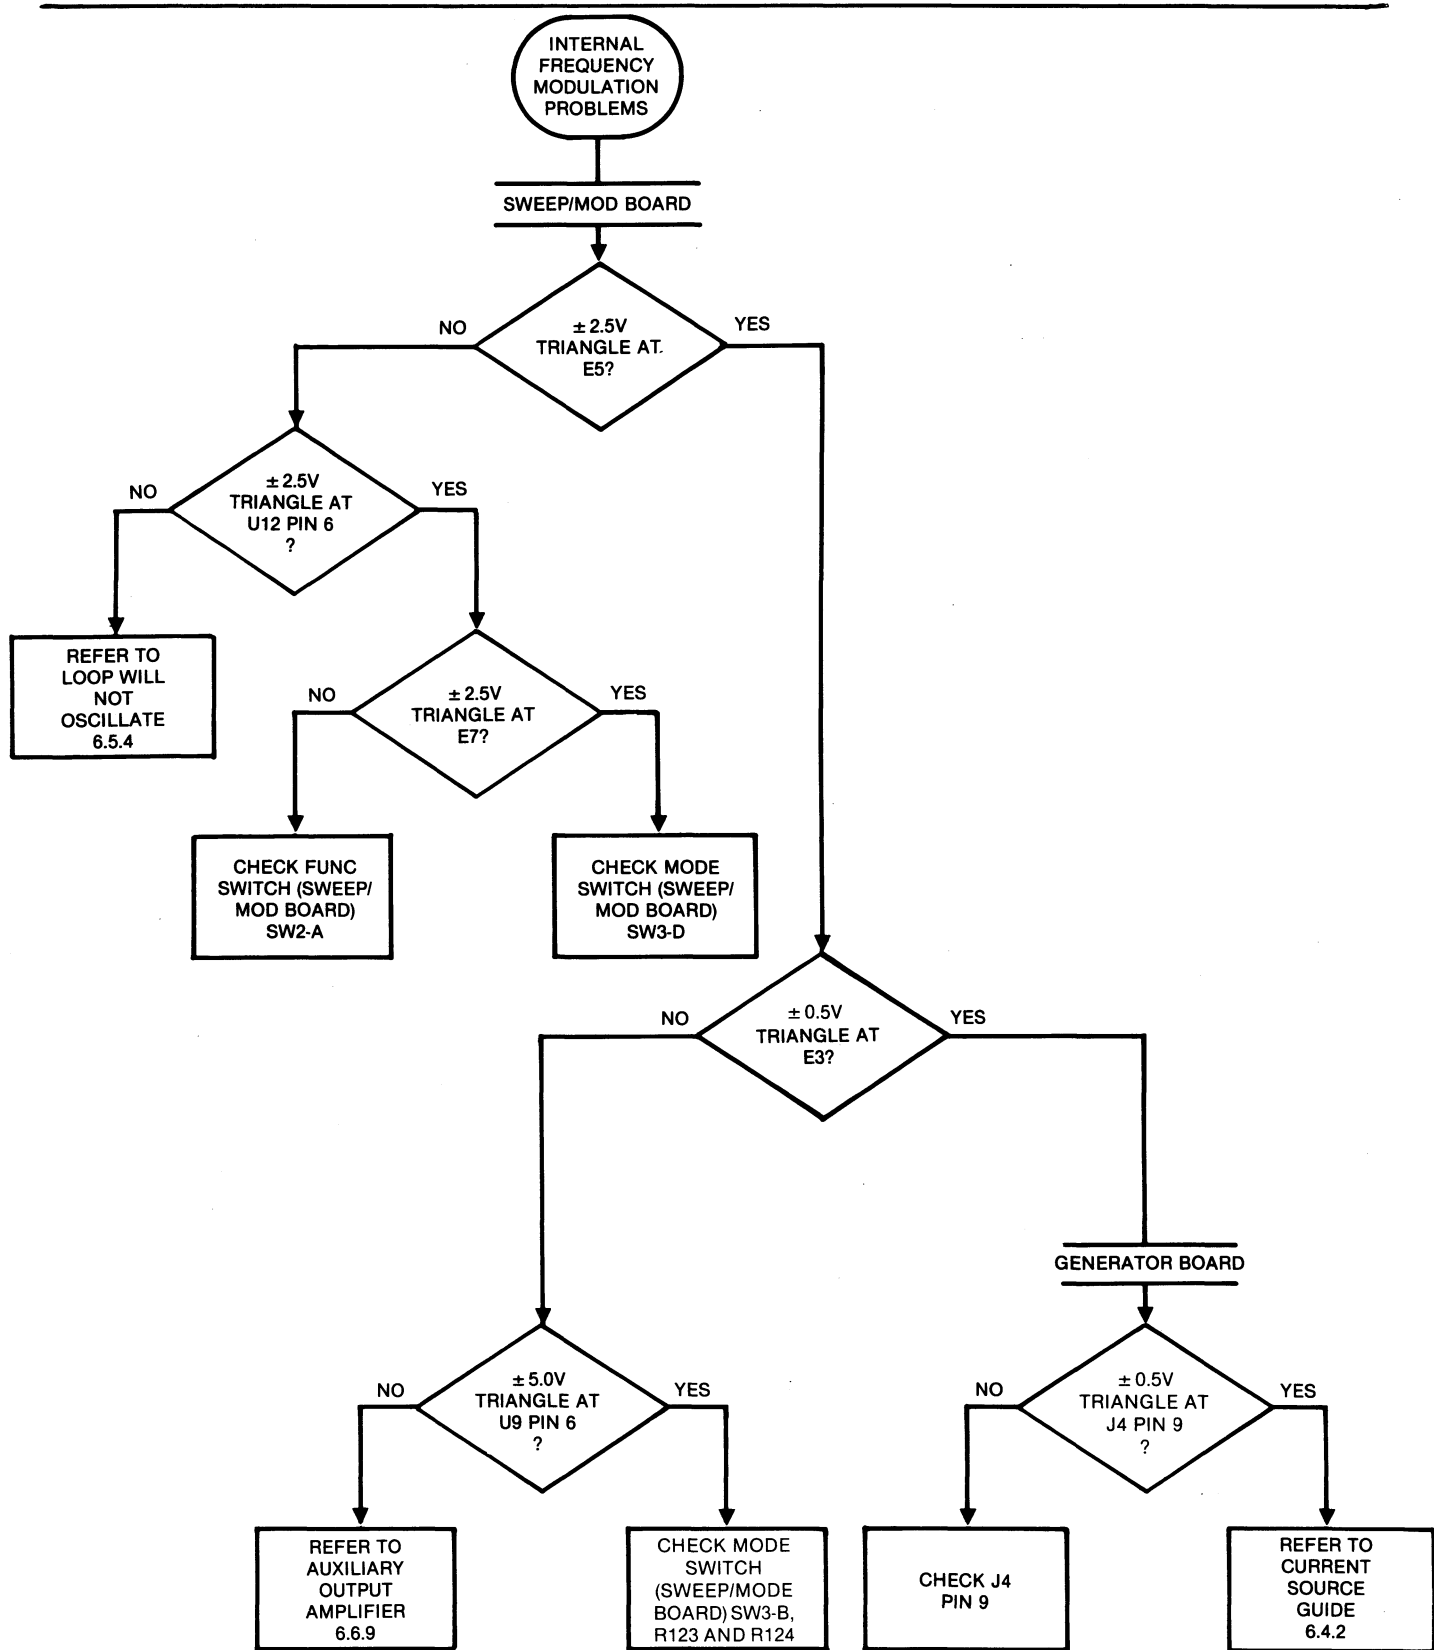 INTERNAL
FREQUENCY
MODULATION
PROBLEMS
SWEEP/MOD BOARD
NO
± 2.5V
TRIANGLE AT
E5?
YES
NO
± 2.5V
TRIANGLE AT
U12 PIN 6
?
YES
REFER TO
LOOP WILL
NOT
OSCILLATE
6.5.4
NO
± 2.5V
TRIANGLE AT
E7?
YES
CHECK FUNC
SWITCH (SWEEP/
MOD BOARD)
SW2-A
CHECK MODE
SWITCH (SWEEP/
MOD BOARD)
SW3-D
NO
± 0.5V
TRIANGLE AT
E3?
YES
GENERATOR BOARD
NO
± 5.0V
TRIANGLE AT
U9 PIN 6
?
YES
NO
± 0.5V
TRIANGLE AT
J4 PIN 9
?
YES
REFER TO
AUXILIARY
OUTPUT
AMPLIFIER
6.6.9
CHECK MODE
SWITCH
(SWEEP/MODE
BOARD) SW3-B,
R123 AND R124
CHECK J4
PIN 9
REFER TO
CURRENT
SOURCE
GUIDE
6.4.2